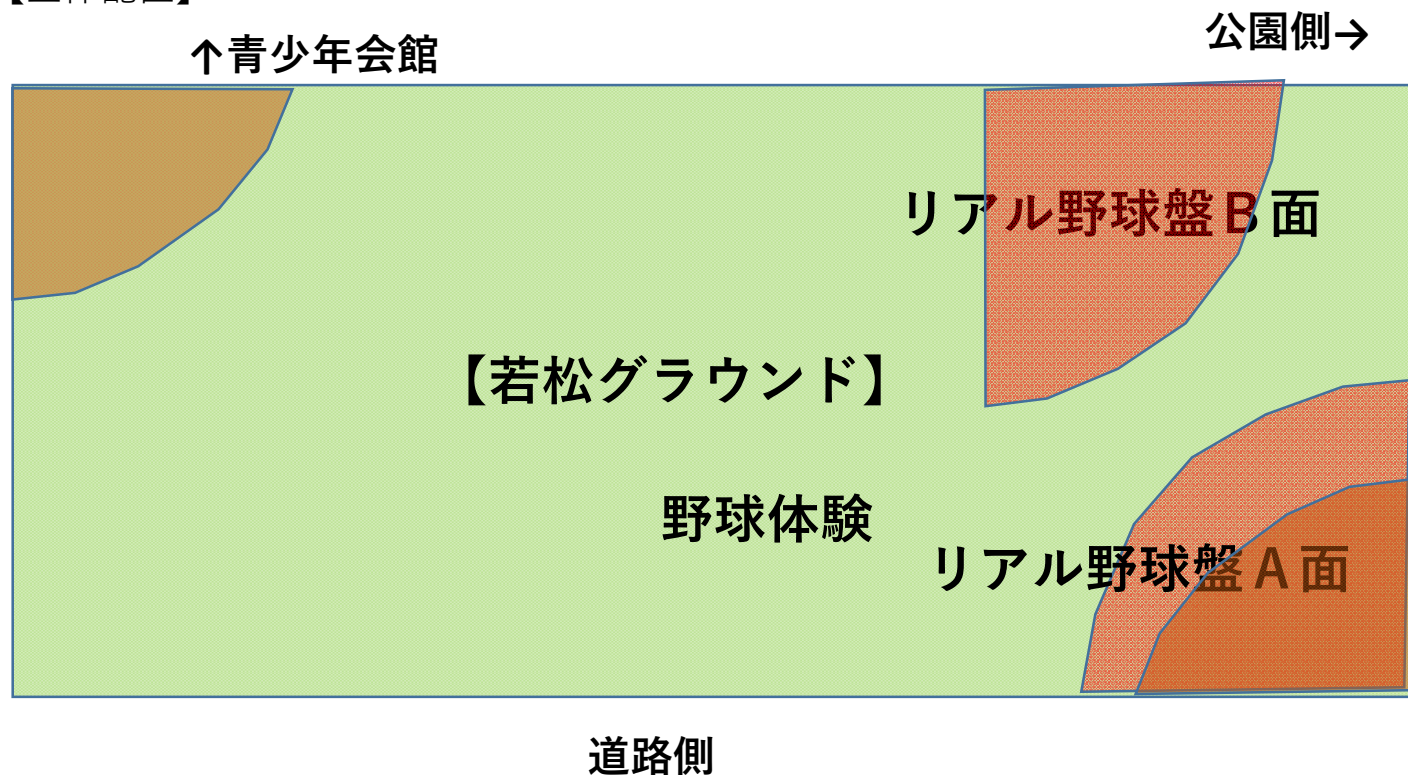 ↑青少年会館
公園側→
リアル野球盤B面
【若松グラウンド】
野球体験
リアル野球盤A面
道路側